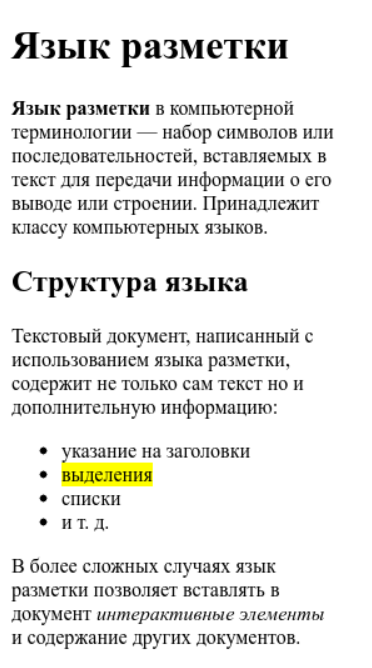 Язык разметки
Язык разметки в компьютерной
терминологии — набор символов или
последовательностей, вставляемых в
текст для передачи информации о его
выводе или строении. Принадлежит
классу компьютерных языков.
Структура языка
Текстовый документ, написанный с
использованием языка разметки,
содержит не только сам текст но и
дополнительную информацию:
• указание на заголовки
• выделения
• списки
• и т. д.
В более сложных случаях язык
разметки позволяет вставлять в
документ интерактивные элементы
и содержание других документов.